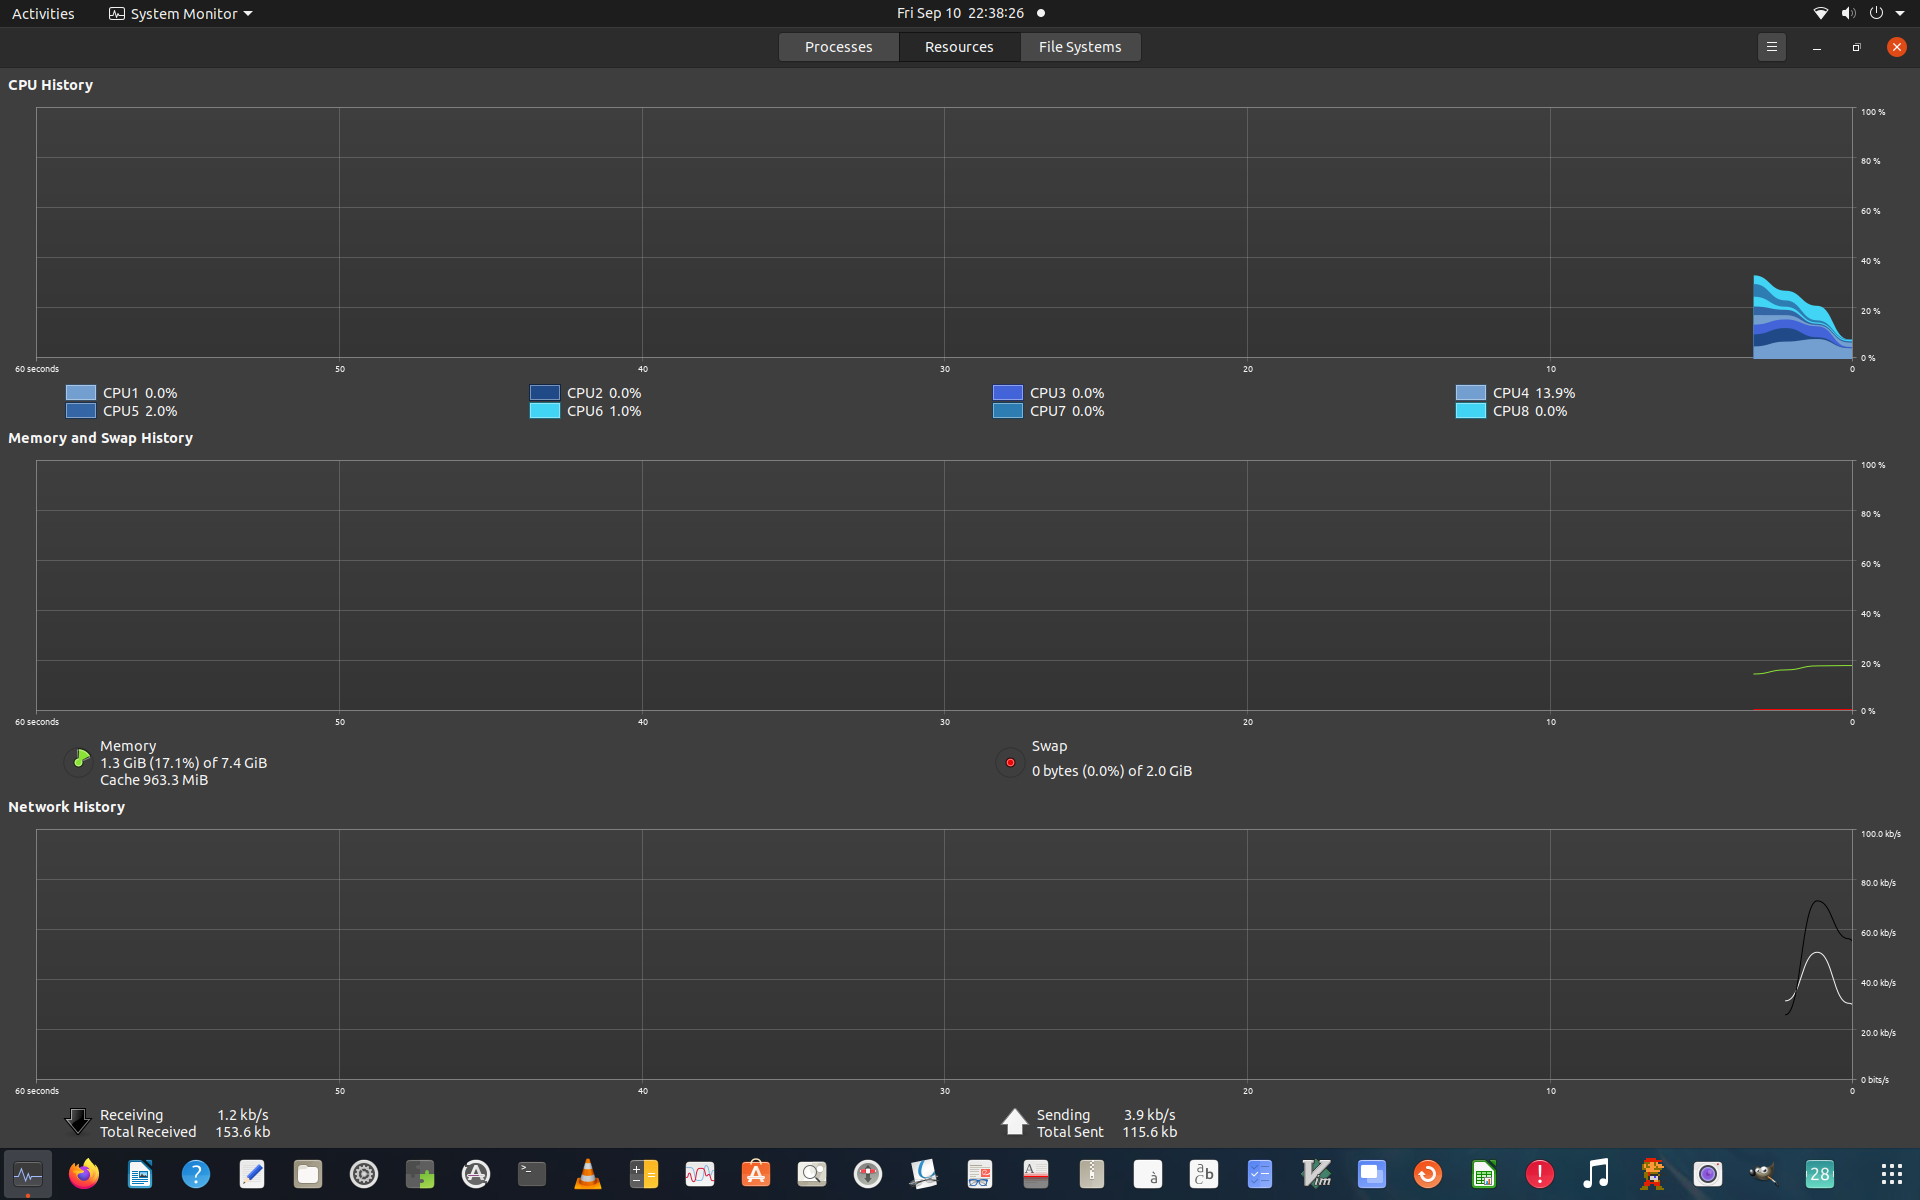 Activities
System Monitor
Fri Sep 10 22:38:26
Processes
Resources
File Systems
CPU History
100 %
80 %
60 %
40 %
20 %
0 %
60 seconds
50
40
30
20
10
0
CPU1 0.0%
CPU2 0.0%
CPU3 0.0%
CPU4 13.9%
CPU5 2.0%
CPU6 1.0%
CPU7 0.0%
CPU8 0.0%
Memory and Swap History
100 %
80 %
60 %
40 %
20 %
0 %
60 seconds
50
40
30
20
10
0
Memory
1.3 GiB (17.1%) of 7.4 GiB
Cache 963.3 MiB
Swap
0 bytes (0.0%) of 2.0 GiB
Network History
100.0 kb/s
80.0 kb/s
60.0 kb/s
40.0 kb/s
20.0 kb/s
0 bits/s
60 seconds
50
40
30
20
10
0
Receiving 1.2 kb/s
Total Received 153.6 kb
Sending 3.9 kb/s
Total Sent 115.6 kb
28